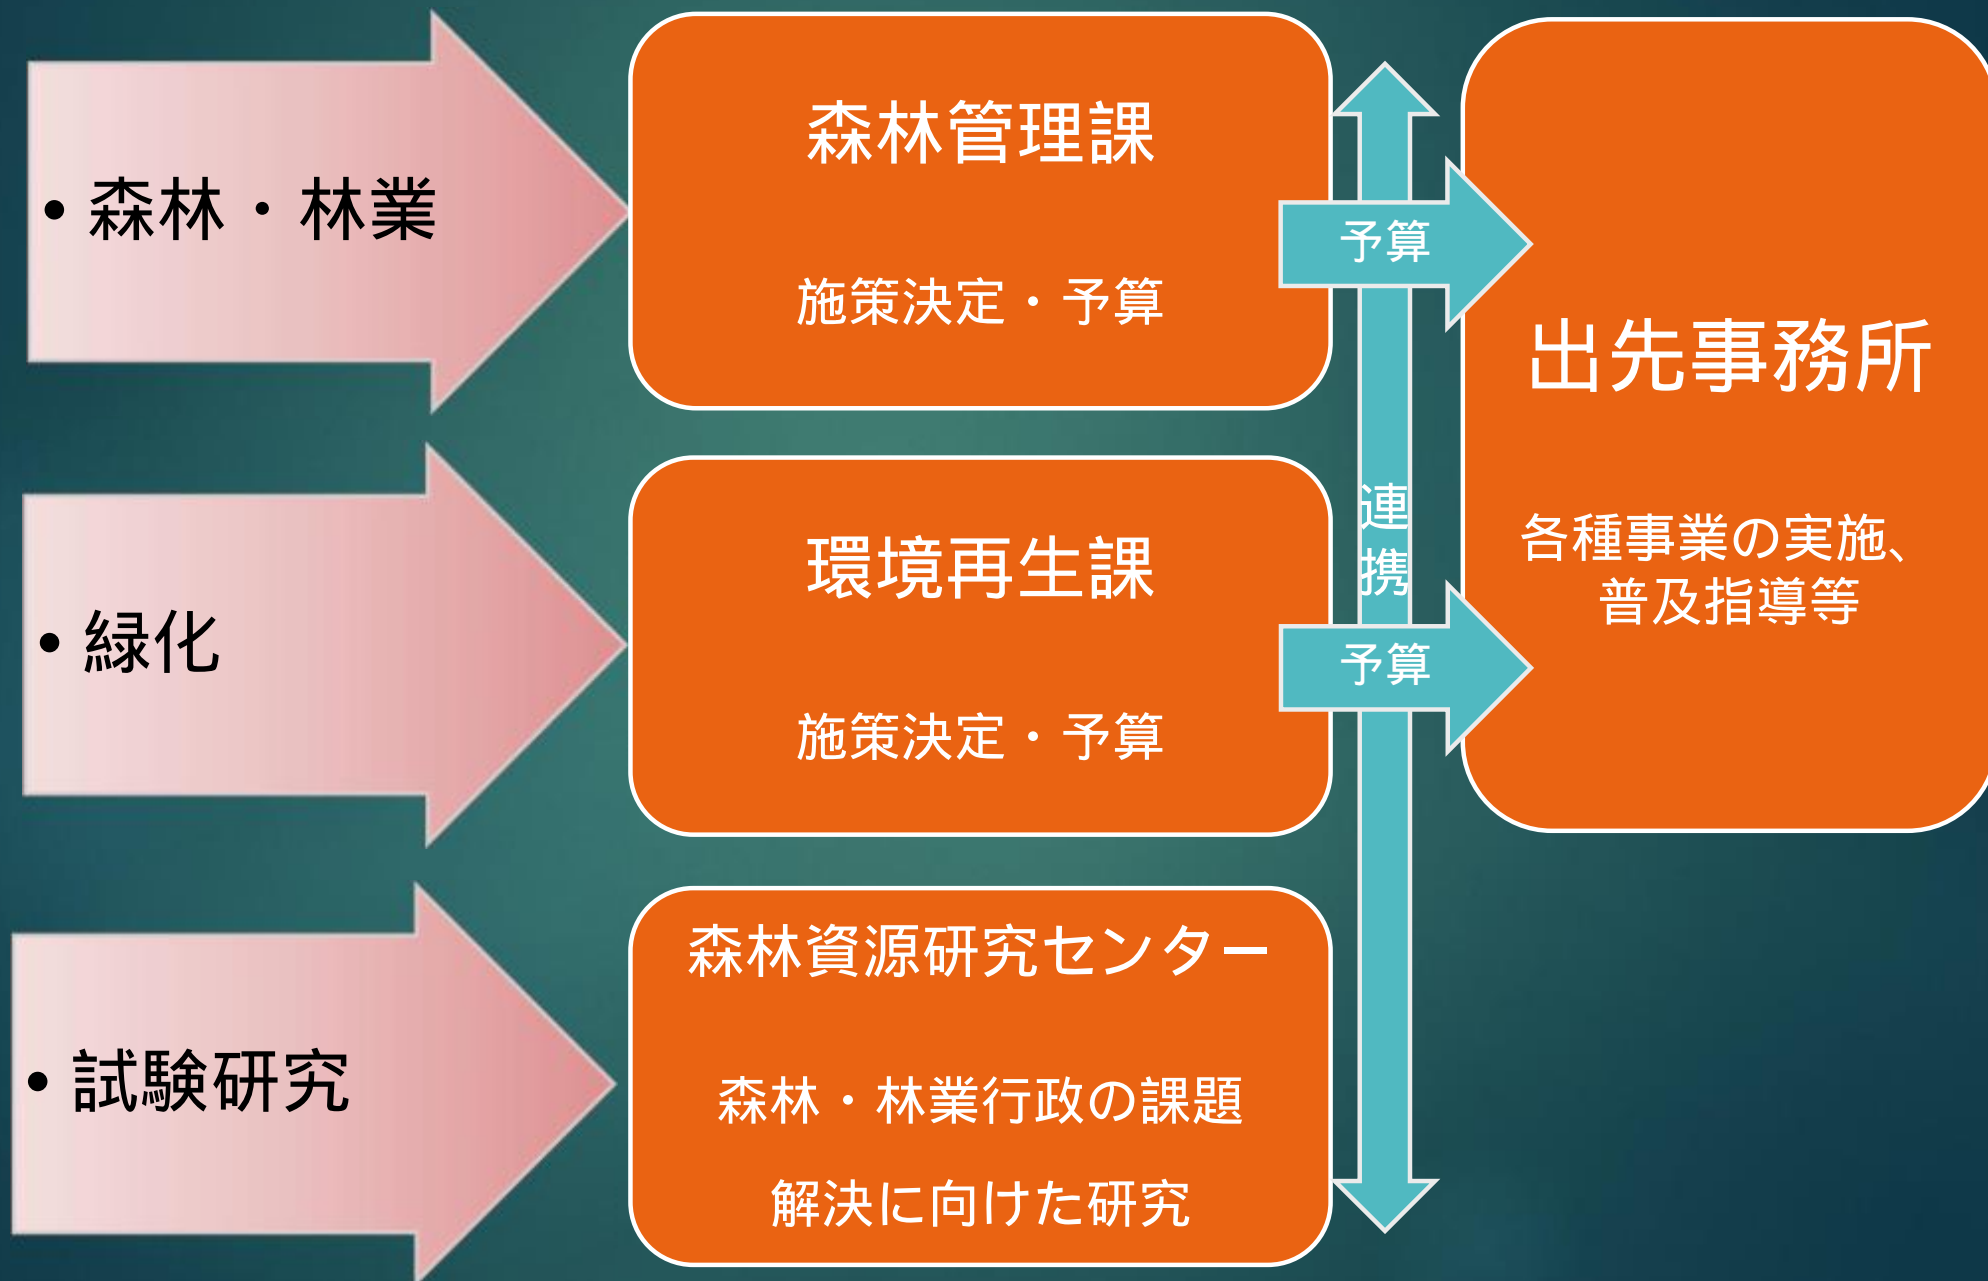 • 森林・林業
森林管理課
施策決定・予算
• 緑化
環境再生課
施策決定・予算
• 試験研究
森林資源研究センター
森林・林業行政の課題
解決に向けた研究
予算
連
携
予算
出先事務所
各種事業の実施、
普及指導等